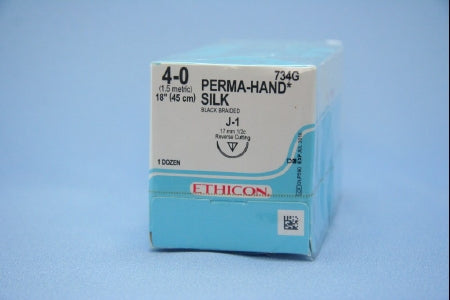 4-0
(1.5 metric)
18" (45 cm)
PERMA-HAND*
SILK
BLACK BRAIDED
734G
J-1
17 mm 1/2c
Reverse Cutting
1 DOZEN
ETHICON